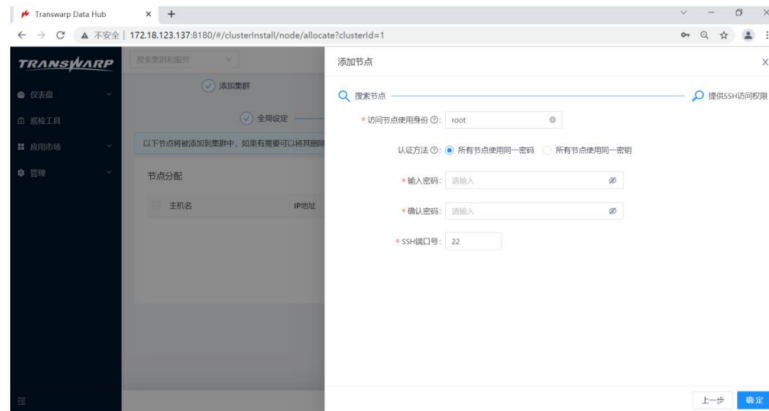 Transwarp Data Hub
不安全 | 172.18.123.137:8180/#/clusterInstall/node/allocate?clusterId=1
TRANSWARP
搜索集群和服务
仪表盘
巡检工具
应用市场
管理
添加集群
全局设定
以下节点将被添加到集群中，如果有需要可以将其删除
节点分配
主机名
IP地址
添加节点
搜索节点
提供SSH访问权限
* 访问节点使用身份 ?: root
认证方法 ?: 所有节点使用同一密码 所有节点使用同一密钥
* 输入密码: 请输入
* 确认密码: 请输入
* SSH端口号: 22
上一步
确定